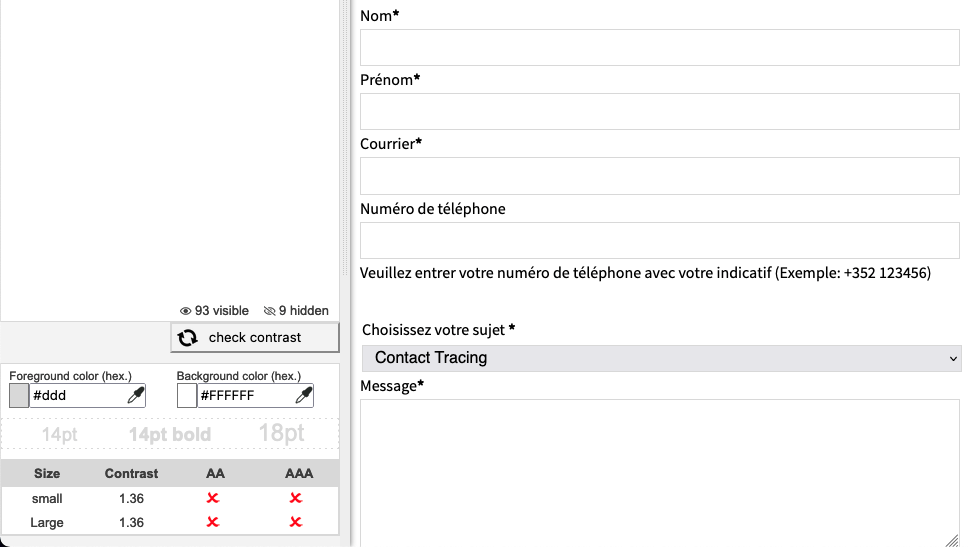 93 visible 9 hidden
check contrast
Foreground color (hex.) Background color (hex.)
#ddd #FFFFFF
14pt 14pt bold 18pt
Size Contrast AA AAA
small 1.36
Large 1.36
Nom*
Prénom*
Courrier*
Numéro de téléphone
Veuillez entrer votre numéro de téléphone avec votre indicatif (Exemple: +352 123456)
Choisissez votre sujet *
Contact Tracing
Message*